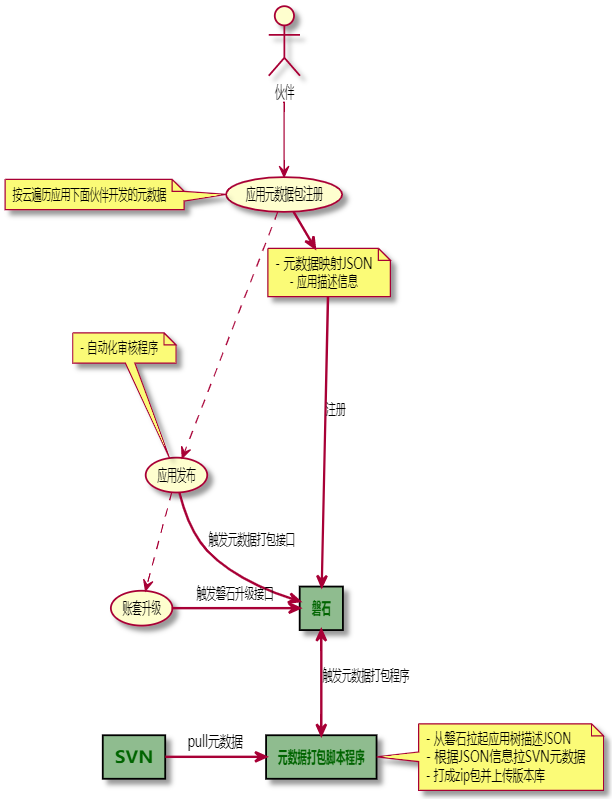 伙伴
按云遍历应用下面伙伴开发的元数据
应用元数据包注册
- 元数据映射JSON
- 应用描述信息
- 自动化审核程序
注册
应用发布
触发元数据打包接口
触发磐石升级接口
账套升级
磐石
触发元数据打包程序
SVN
pull元数据
元数据打包脚本程序
- 从磐石拉起应用树描述JSON
- 根据JSON信息拉SVN元数据
- 打成zip包并上传版本库